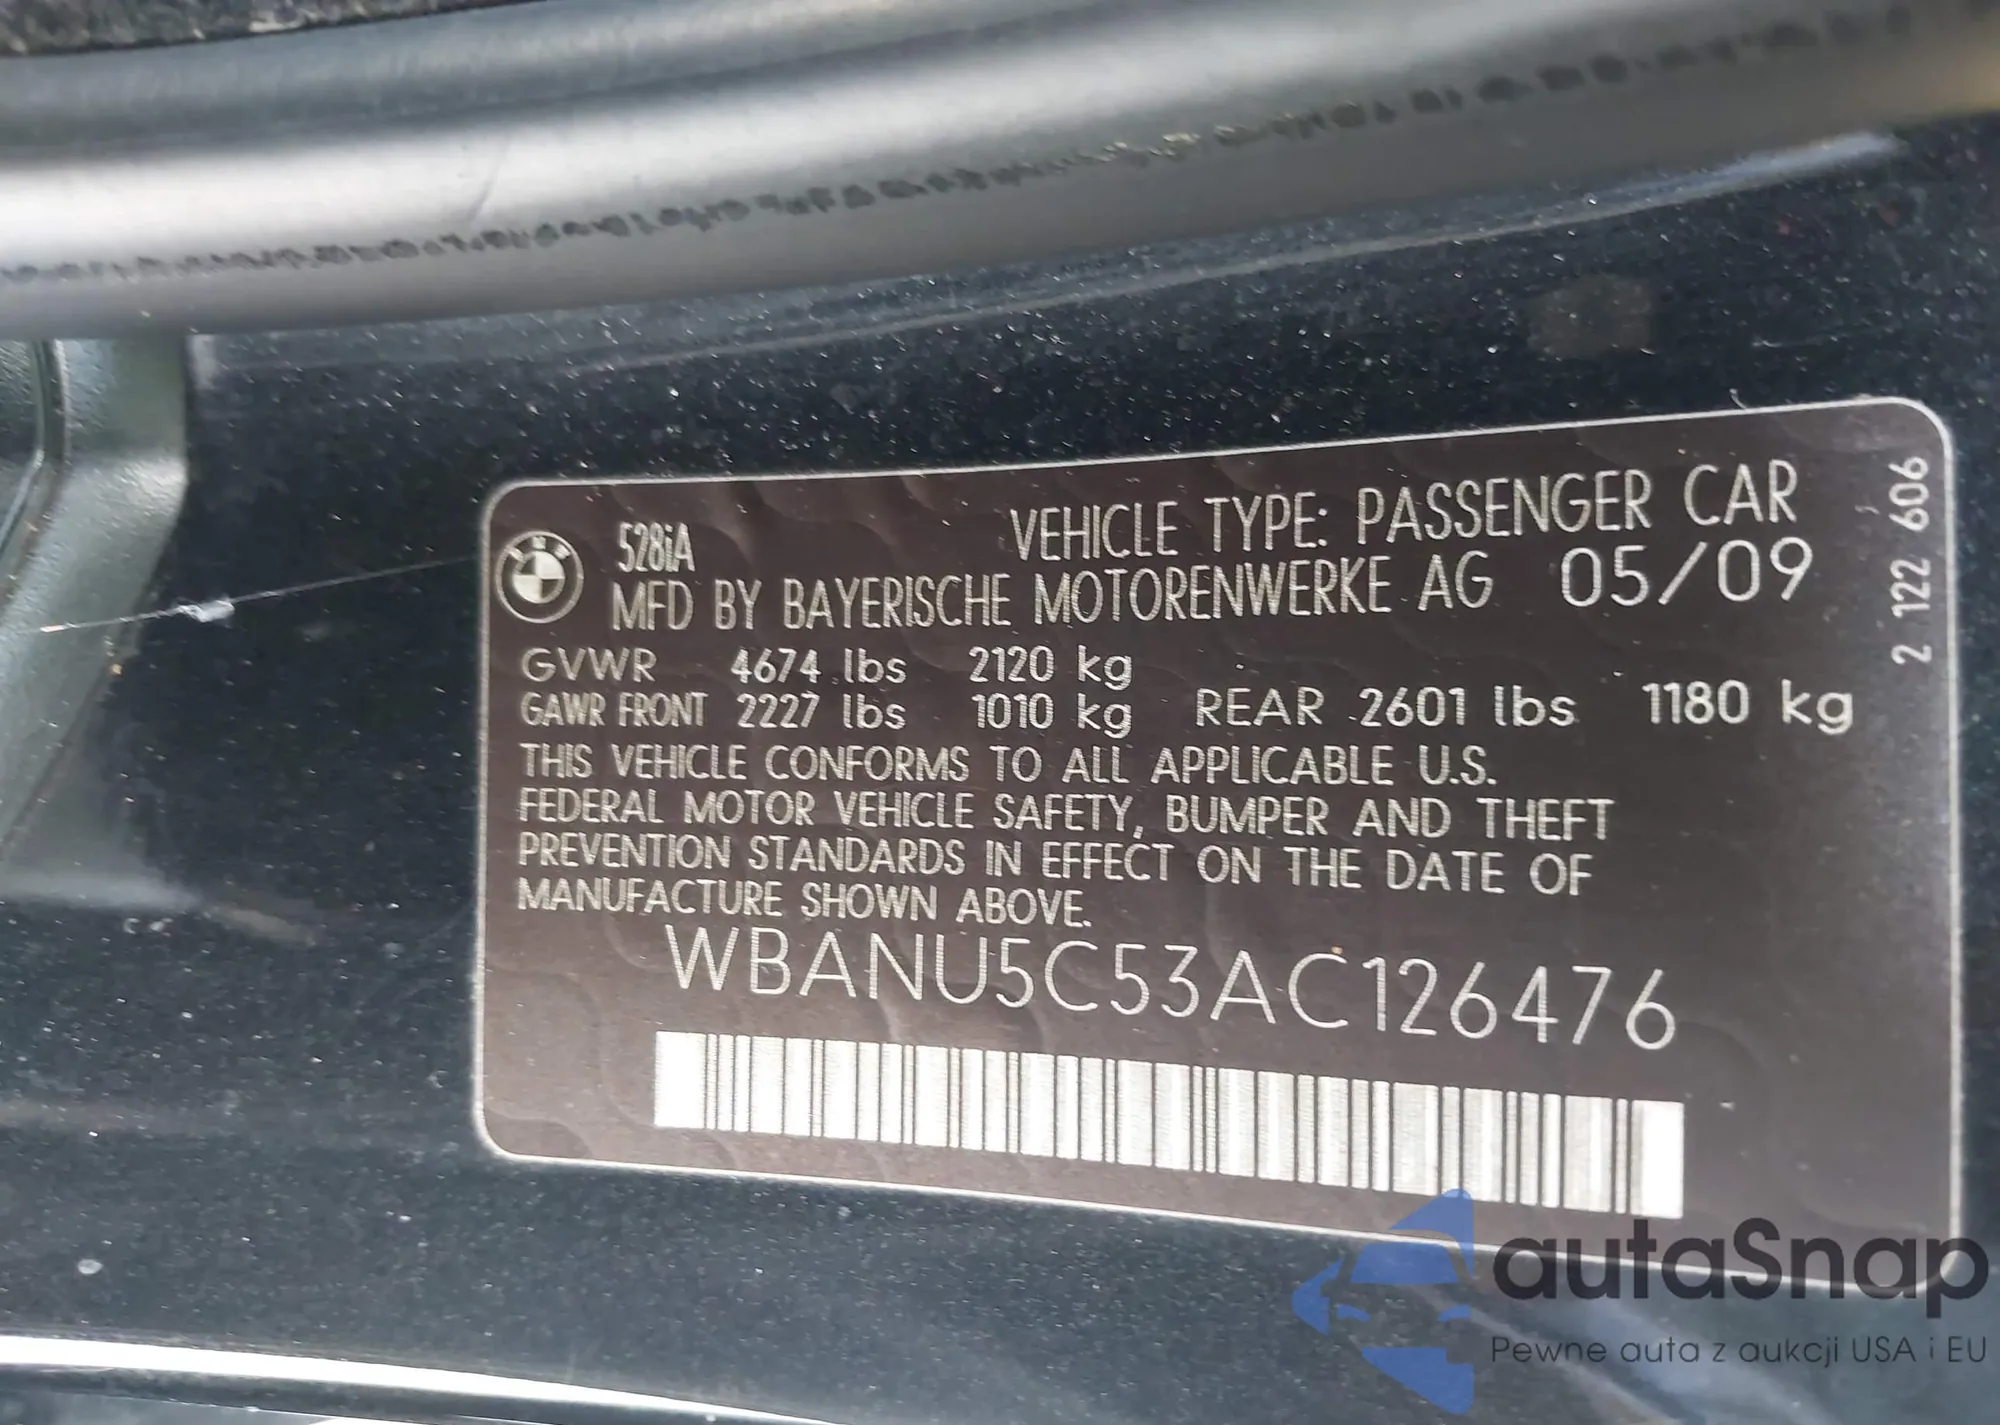 528iA VEHICLE TYPE: PASSENGER CAR
MFD BY BAYERISCHE MOTORENWERKE AG 05/09
GVWR 4674 lbs 2120 kg
GAWR FRONT 2227 lbs 1010 kg REAR 2601 lbs 1180 kg
THIS VEHICLE CONFORMS TO ALL APPLICABLE U.S.
FEDERAL MOTOR VEHICLE SAFETY, BUMPER AND THEFT
PREVENTION STANDARDS IN EFFECT ON THE DATE OF
MANUFACTURE SHOWN ABOVE.
WBANU5C53AC126476
2 122 606
BMW
autaSnap
Pewne auta z aukcji USA i EU